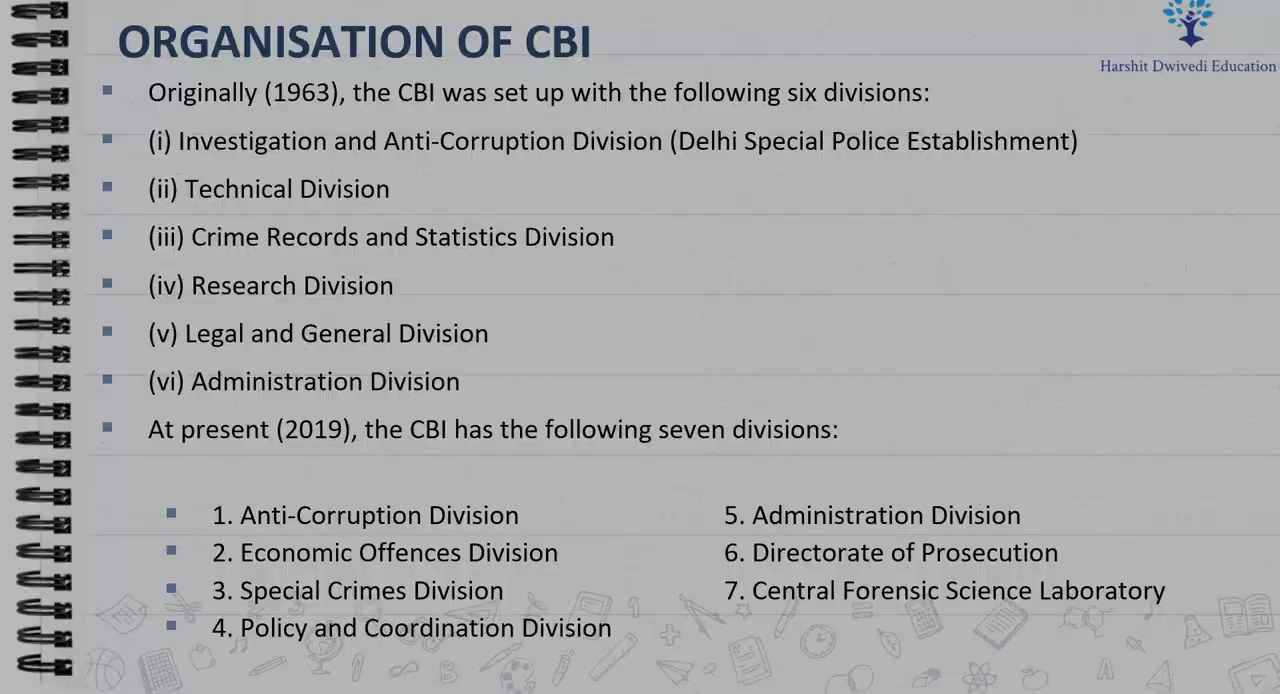 ORGANISATION OF CBI
Harshit Dwivedi Education
Originally (1963), the CBI was set up with the following six divisions:
(i) Investigation and Anti-Corruption Division (Delhi Special Police Establishment)
(ii) Technical Division
(iii) Crime Records and Statistics Division
(iv) Research Division
(v) Legal and General Division
(vi) Administration Division
At present (2019), the CBI has the following seven divisions:
1. Anti-Corruption Division
2. Economic Offences Division
3. Special Crimes Division
4. Policy and Coordination Division
5. Administration Division
6. Directorate of Prosecution
7. Central Forensic Science Laboratory